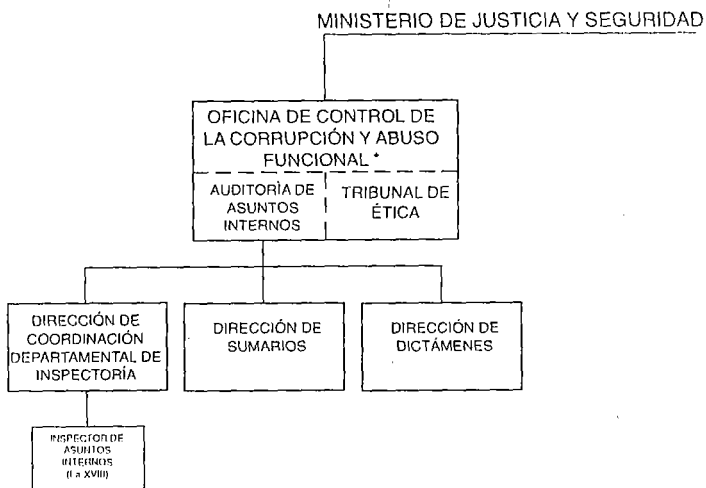 MINISTERIO DE JUSTICIA Y SEGURIDAD
OFICINA DE CONTROL DE
LA CORRUPCIÓN Y ABUSO
FUNCIONAL *
AUDITORÌA DE
ASUNTOS
INTERNOS
TRIBUNAL DE
ÉTICA
DIRECCIÓN DE
COORDINACIÓN
DEPARTAMENTAL DE
INSPECTORÍA
DIRECCIÓN DE
SUMARIOS
DIRECCIÓN DE
DICTÁMENES
INSPECTOR DE
ASUNTOS
INTERNOS
(I a XVIII)